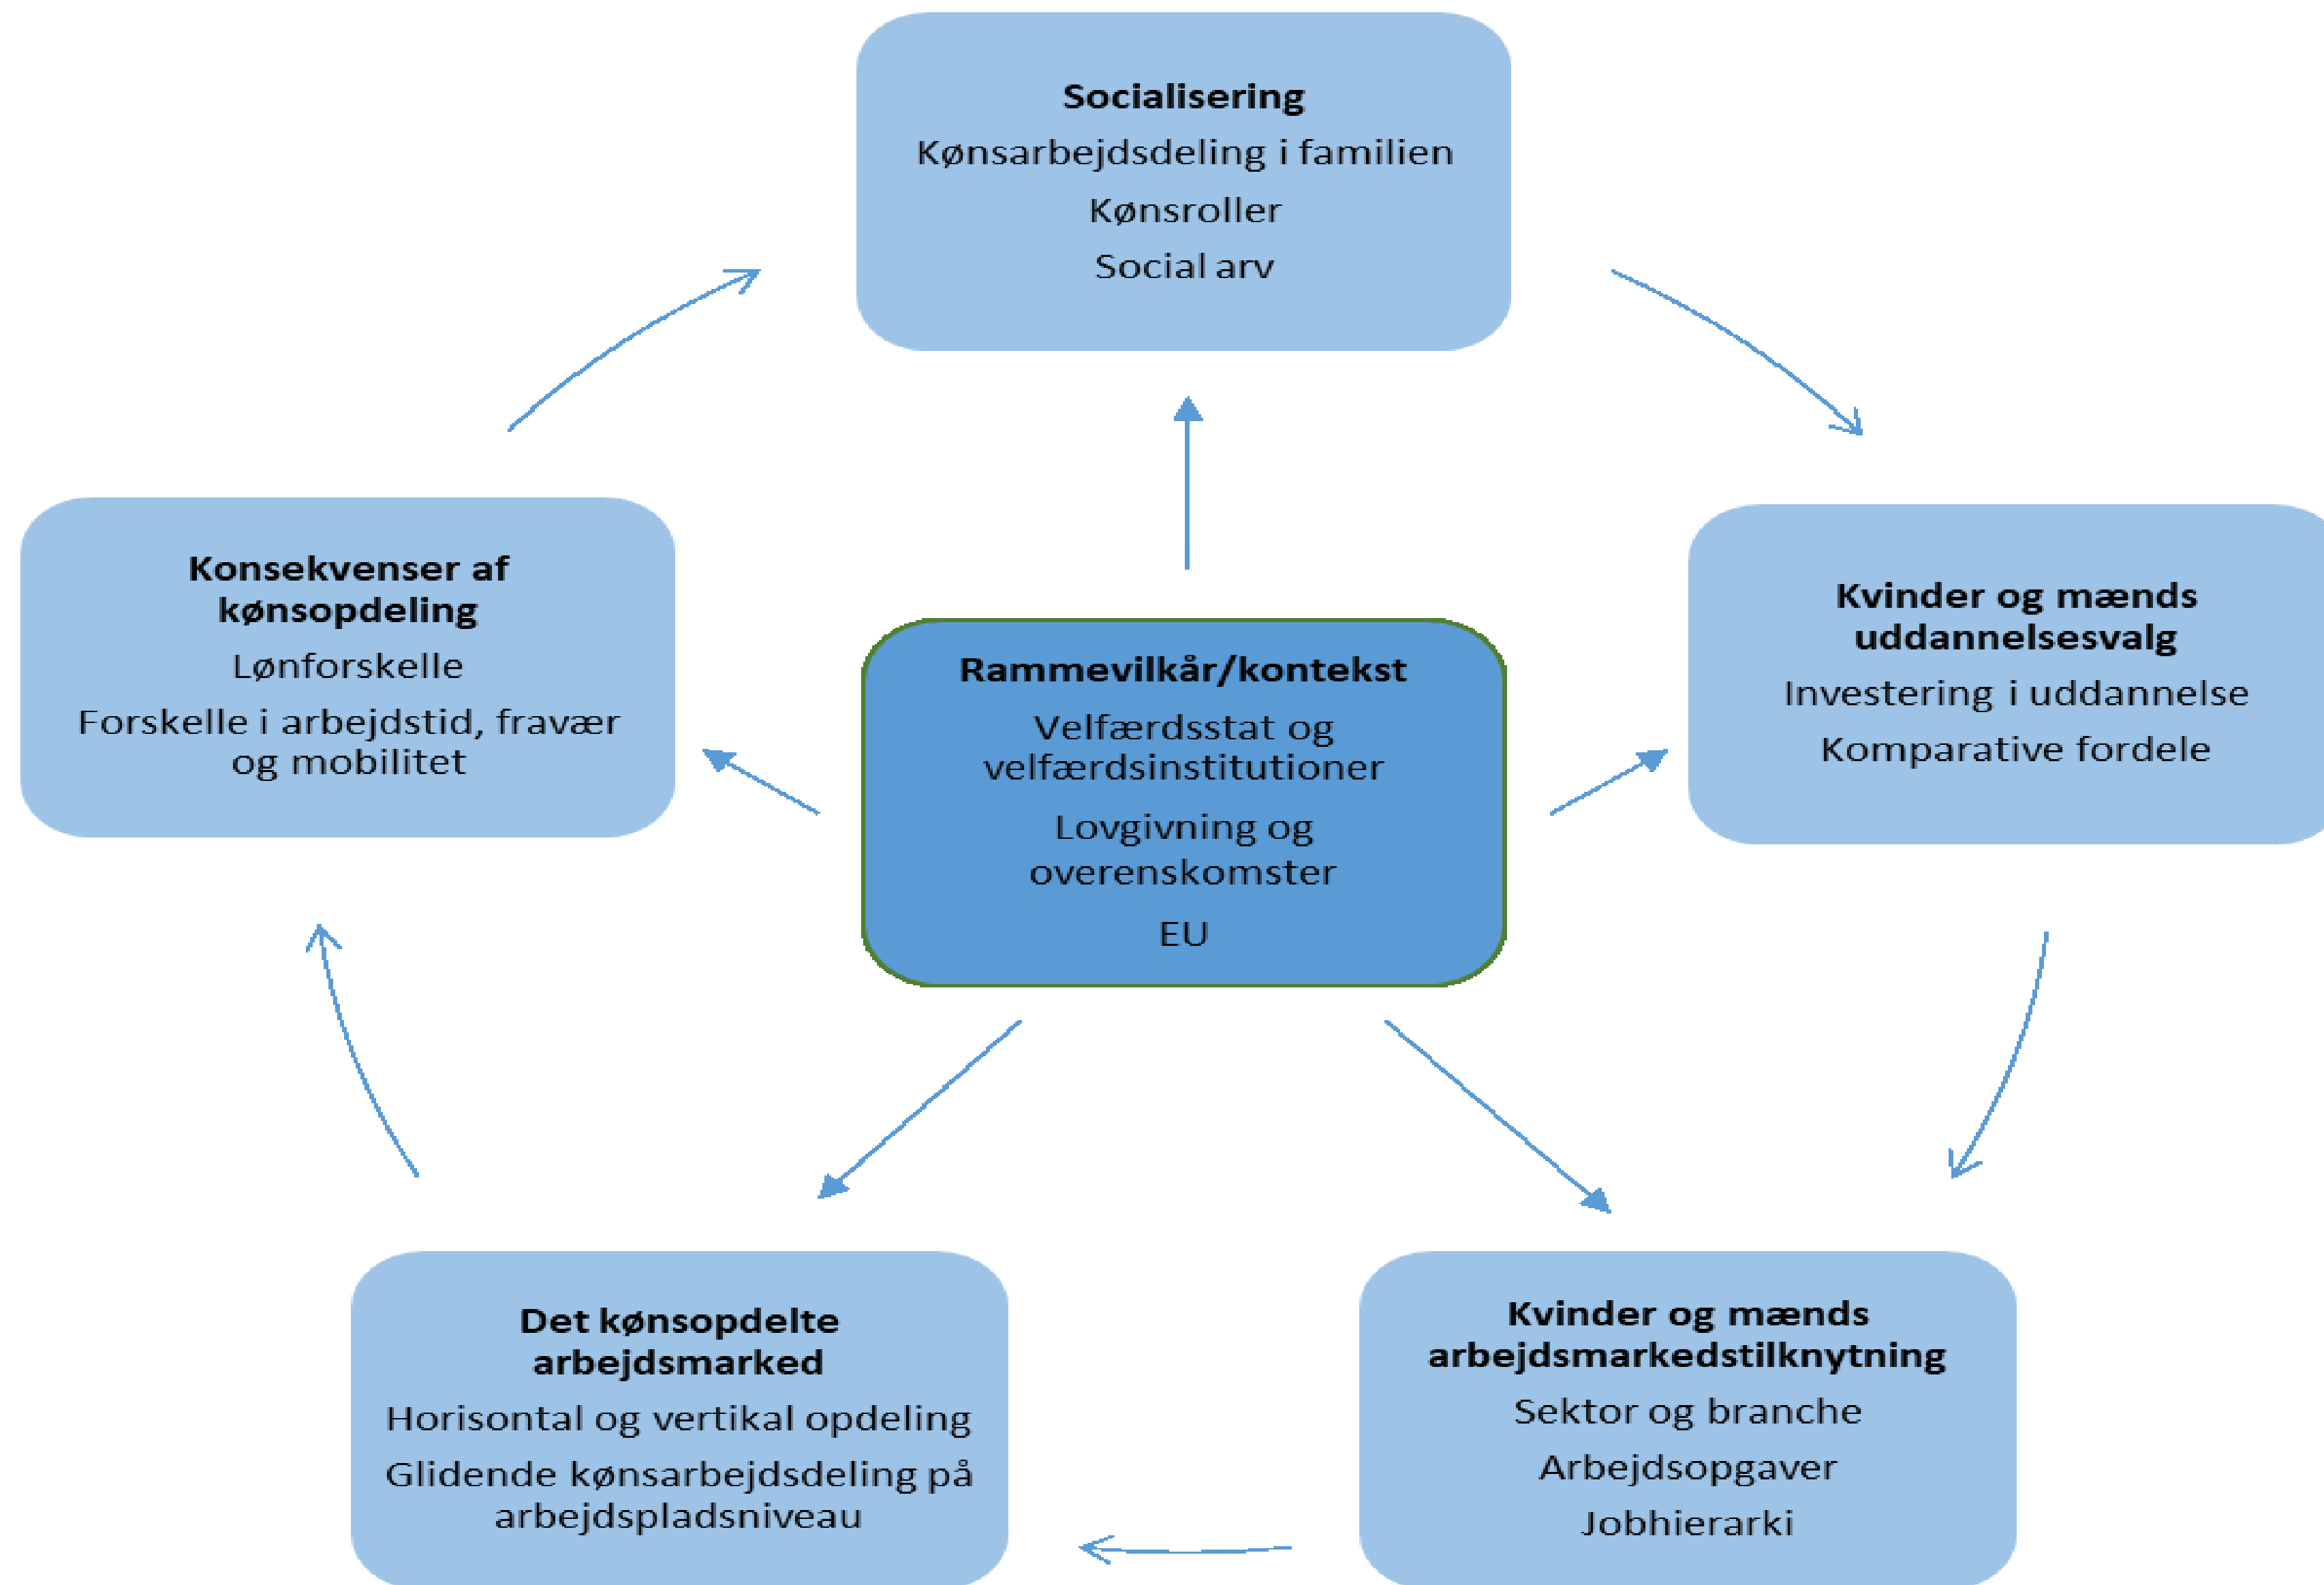 Socialisering
Kønsarbejdsdeling i familien
Kønsroller
Social arv
Konsekvenser af
kønsopdeling
Lønforskelle
Forskelle i arbejdstid, fravær
og mobilitet
Rammevilkår/kontekst
Velfærdsstat og
velfærdsinstitutioner
Lovgivning og
overenskomster
EU
Kvinder og mænds
uddannelsesvalg
Investering i uddannelse
Komparative fordele
Det kønsopdelte
arbejdsmarked
Horisontal og vertikal opdeling
Glidende kønsarbejdsdeling på
arbejdspladsniveau
Kvinder og mænds
arbejdsmarkedstilknytning
Sektor og branche
Arbejdsopgaver
Jobhierarki